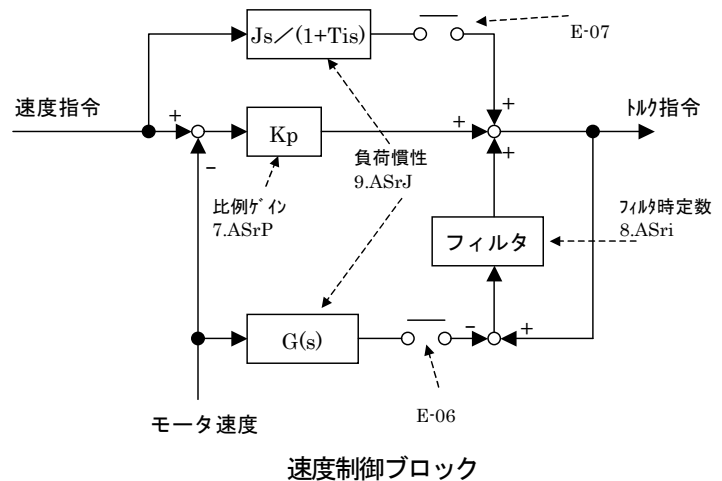 Js／(1+Tis)
E-07
速度指令
+
+
Kp
+
+
トルク指令
−
負荷慣性
9.ASrJ
比例ゲイン
7.ASrP
フィルタ
フィルタ時定数
8.ASri
G(s)
−
+
E-06
モータ速度
速度制御ブロック